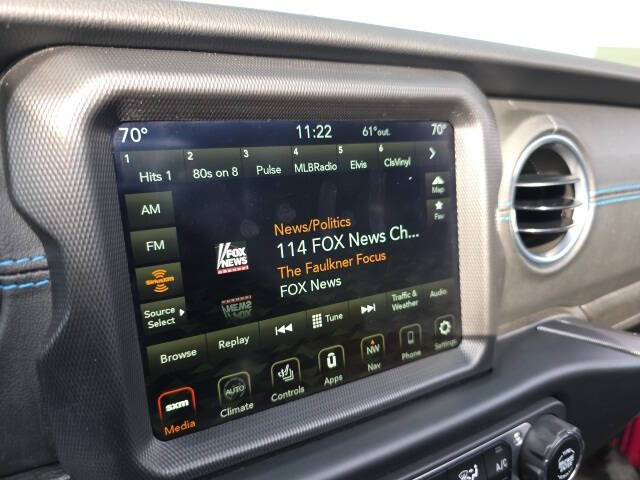 70° 11:22 61°out. 70°
1 2 3 4 5 6
Hits 1 80s on 8 Pulse MLBRadio Elvis ClsVinyl
Map
Fav
AM
FM
SiriusXM
Source
Select
FOX
NEWS
channel
News/Politics
114 FOX News Ch...
The Faulkner Focus
FOX News
Browse Replay Tune Traffic &
Weather Audio
sxm AUTO NW
Media Climate Controls Apps Nav Phone Settings
A/C